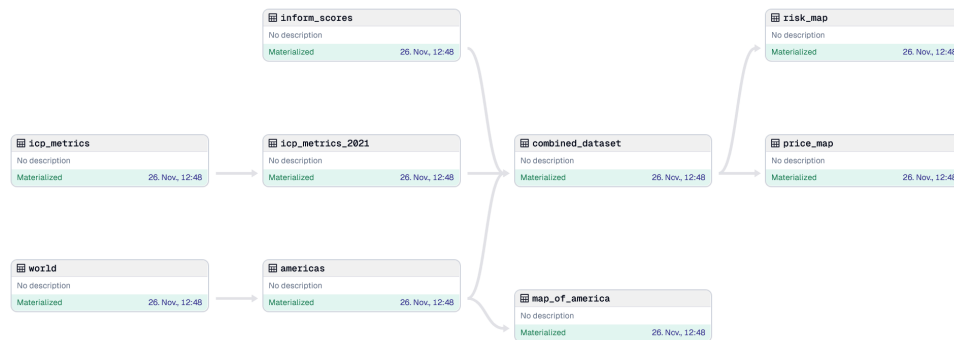 inform_scores
No description
Materialized 26. Nov., 12:48
risk_map
No description
Materialized 26. Nov., 12:48
icp_metrics
No description
Materialized 26. Nov., 12:48
icp_metrics_2021
No description
Materialized 26. Nov., 12:48
combined_dataset
No description
Materialized 26. Nov., 12:48
price_map
No description
Materialized 26. Nov., 12:48
world
No description
Materialized 26. Nov., 12:48
americas
No description
Materialized 26. Nov., 12:48
map_of_america
No description
Materialized 26. Nov., 12:48